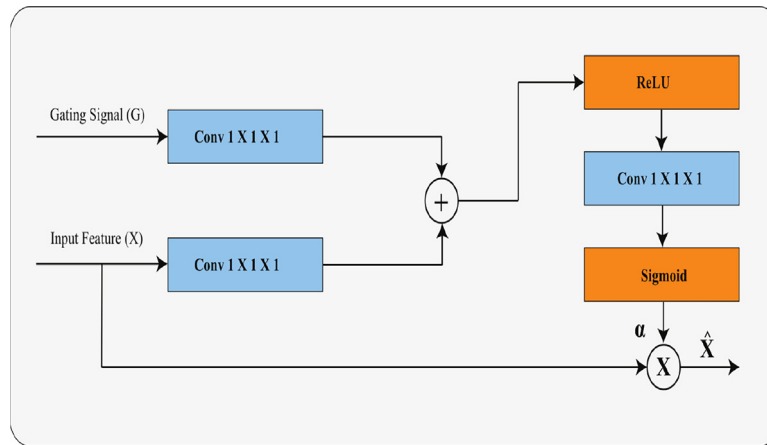 Gating Signal (G)
Conv 1 X 1 X 1
+
ReLU
Conv 1 X 1 X 1
Input Feature (X)
Conv 1 X 1 X 1
Sigmoid
α
X
X̂